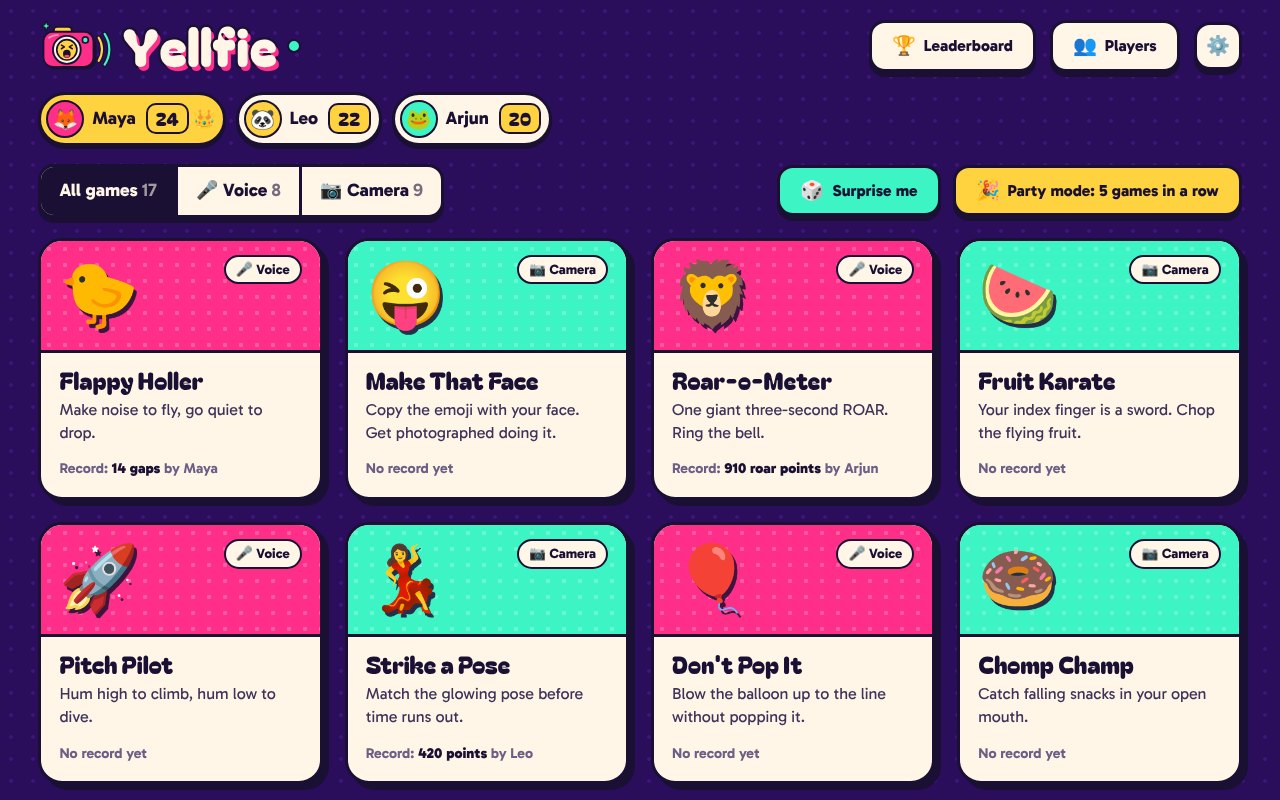 Yellfie
Leaderboard
Players
Maya 24
Leo 22
Arjun 20
All games 17
Voice 8
Camera 9
Surprise me
Party mode: 5 games in a row
Voice
Flappy Holler
Make noise to fly, go quiet to
drop.
Record: 14 gaps by Maya
Camera
Make That Face
Copy the emoji with your face.
Get photographed doing it.
No record yet
Voice
Roar-o-Meter
One giant three-second ROAR.
Ring the bell.
Record: 910 roar points by Arjun
Camera
Fruit Karate
Your index finger is a sword. Chop
the flying fruit.
No record yet
Voice
Pitch Pilot
Hum high to climb, hum low to
dive.
No record yet
Camera
Strike a Pose
Match the glowing pose before
time runs out.
Record: 420 points by Leo
Voice
Don't Pop It
Blow the balloon up to the line
without popping it.
No record yet
Camera
Chomp Champ
Catch falling snacks in your open
mouth.
No record yet